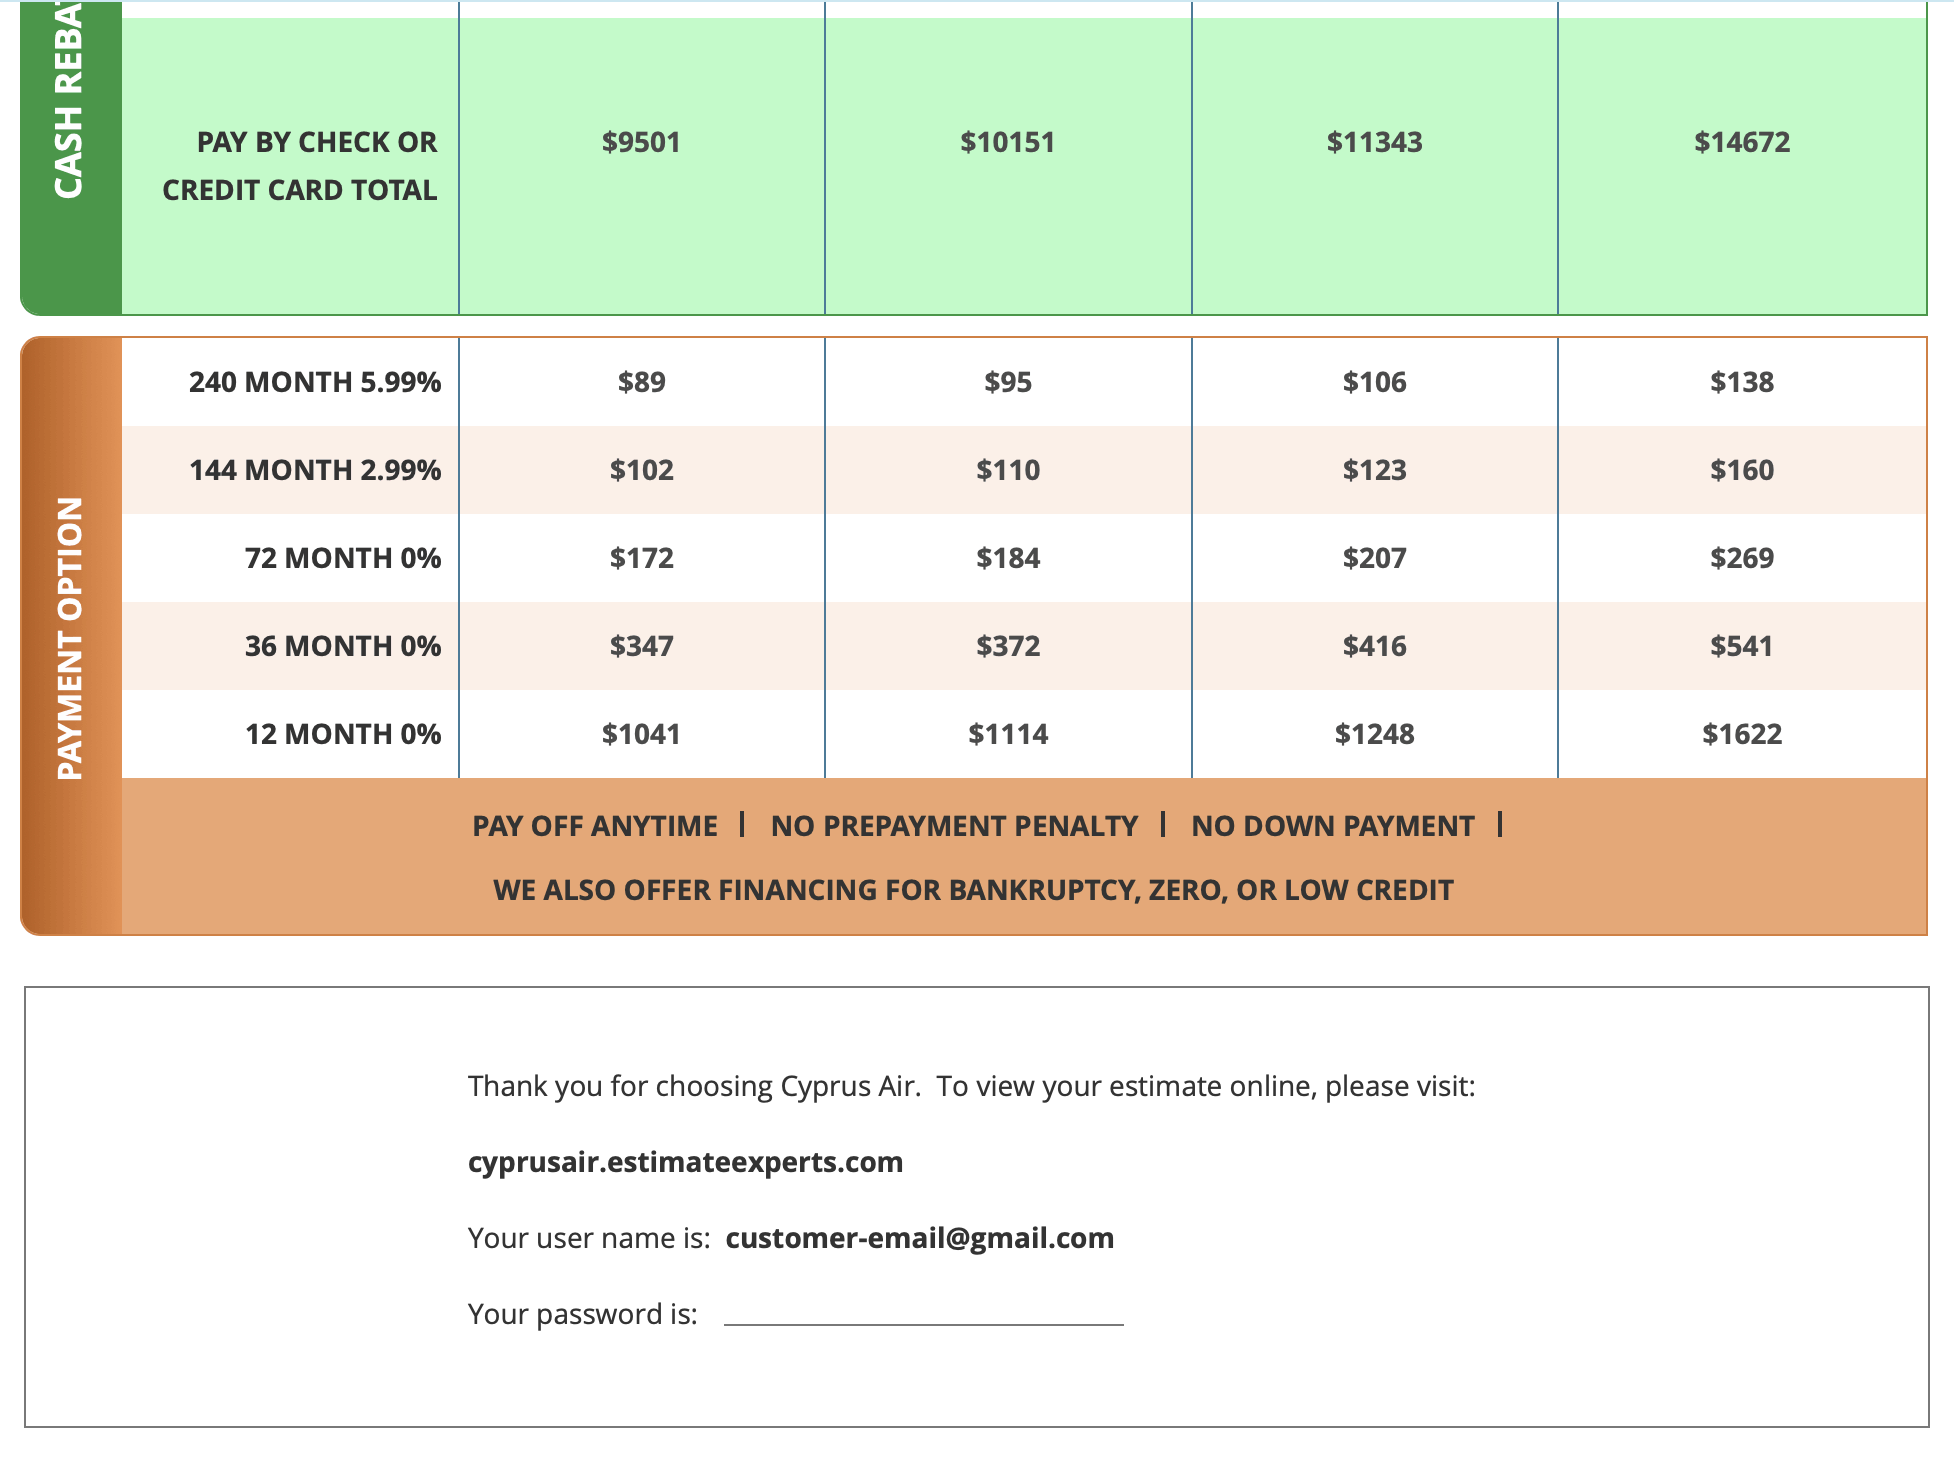 CASH REBA
PAY BY CHECK OR $9501 $10151 $11343 $14672
CREDIT CARD TOTAL
PAYMENT OPTION
240 MONTH 5.99% $89 $95 $106 $138
144 MONTH 2.99% $102 $110 $123 $160
72 MONTH 0% $172 $184 $207 $269
36 MONTH 0% $347 $372 $416 $541
12 MONTH 0% $1041 $1114 $1248 $1622
PAY OFF ANYTIME | NO PREPAYMENT PENALTY | NO DOWN PAYMENT |
WE ALSO OFFER FINANCING FOR BANKRUPTCY, ZERO, OR LOW CREDIT
Thank you for choosing Cyprus Air. To view your estimate online, please visit:
cyprusair.estimateexperts.com
Your user name is: customer-email@gmail.com
Your password is: